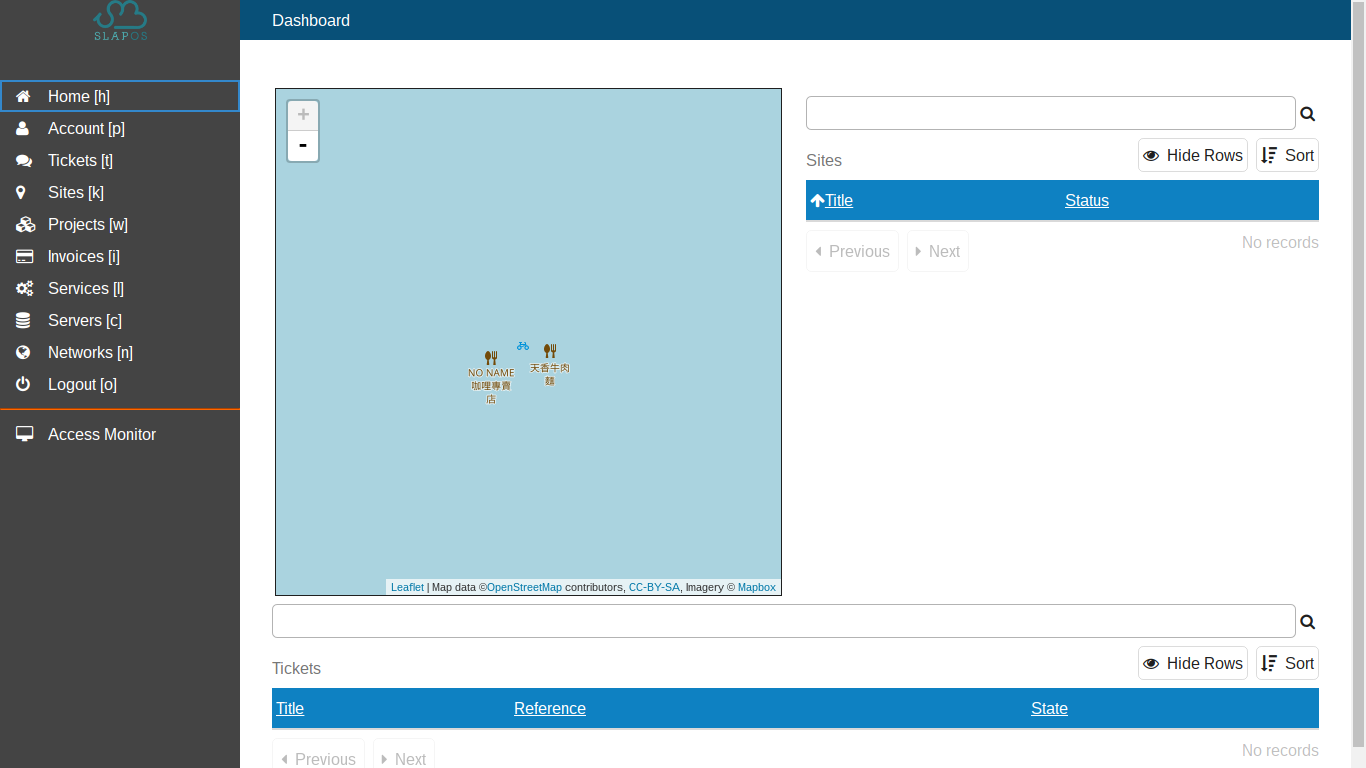 SLAPOS
Dashboard
Home [h]
Account [p]
Tickets [t]
Sites [k]
Projects [w]
Invoices [i]
Services [l]
Servers [c]
Networks [n]
Logout [o]
Access Monitor
+
-
NO NAME
咖哩專賣
店
天香牛肉
麵
Leaflet | Map data ©OpenStreetMap contributors, CC-BY-SA, Imagery © Mapbox
Sites
Hide Rows
Sort
Title
Status
Previous
Next
No records
Tickets
Hide Rows
Sort
Title
Reference
State
Previous
Next
No records